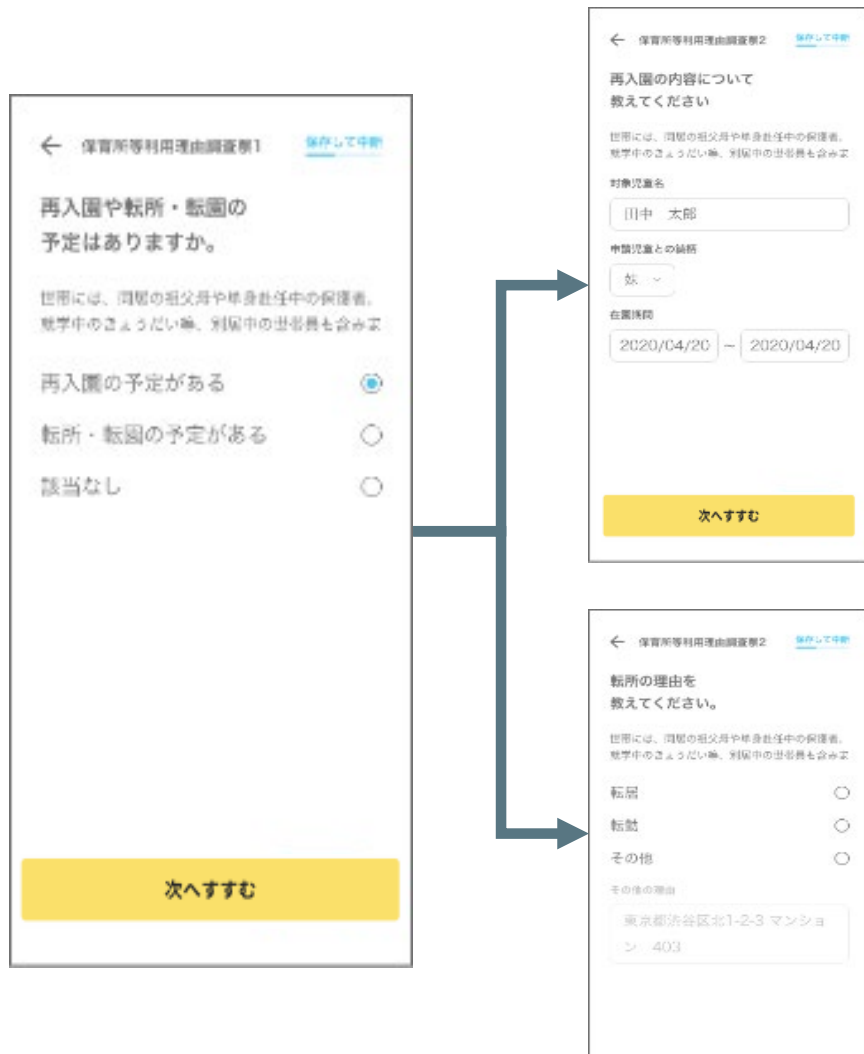 保育所等利用理由調査票1
保存して中断
再入園や転所・転園の
予定はありますか。
世帯には、同居の祖父母や単身赴任中の保護者、
就学中のきょうだい等、別居中の世帯員も含みま
再入園の予定がある
転所・転園の予定がある
該当なし
次へすすむ
保育所等利用理由調査票2
保存して中断
再入園の内容について
教えてください
世帯には、同居の祖父母や単身赴任中の保護者、
就学中のきょうだい等、別居中の世帯員も含みま
対象児童名
田中 太郎
申請児童との続柄
妹
在園期間
2020/04/20 ~ 2020/04/20
次へすすむ
保育所等利用理由調査票2
保存して中断
転所の理由を
教えてください。
世帯には、同居の祖父母や単身赴任中の保護者、
就学中のきょうだい等、別居中の世帯員も含みま
転居
転勤
その他
その他の理由
東京都渋谷区北1-2-3 マンショ
ン 403